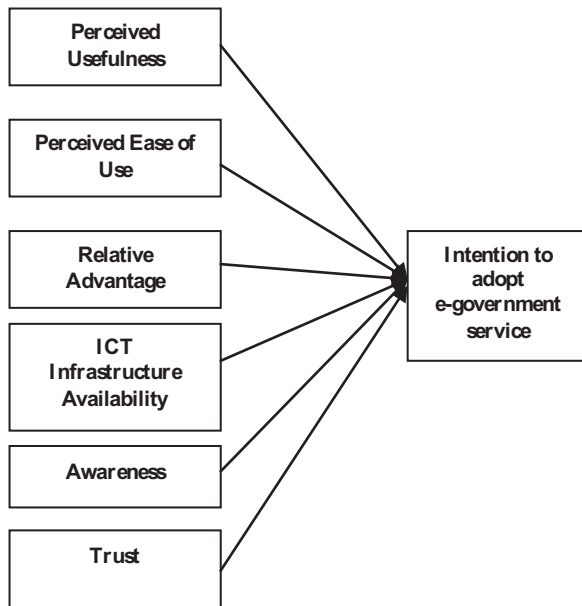 Perceived
Usefulness
Perceived Ease of
Use
Relative
Advantage
ICT
Infrastructure
Availability
Awareness
Trust
Intention to
adopt
e-government
service